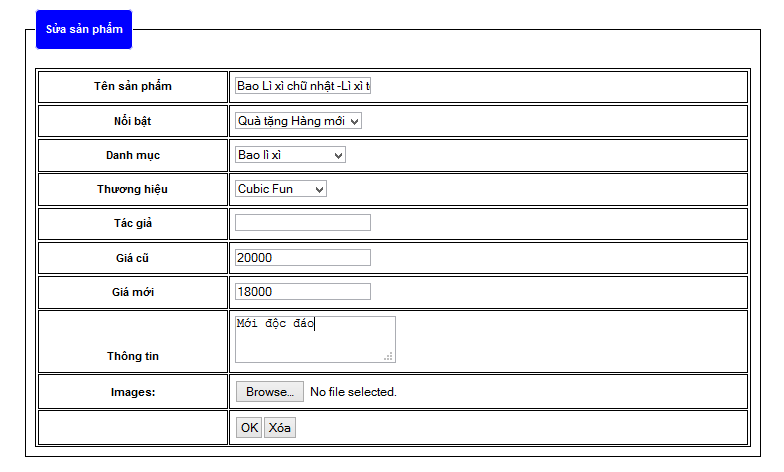 Sửa sản phẩm
Tên sản phẩm Bao Lì xì chữ nhật -Lì xì t
Nổi bật Quà tặng Hàng mới
Danh mục Bao lì xì
Thương hiệu Cubic Fun
Tác giả
Giá cũ 20000
Giá mới 18000
Mới độc đáo
Thông tin
Images: Browse... No file selected.
OK Xóa